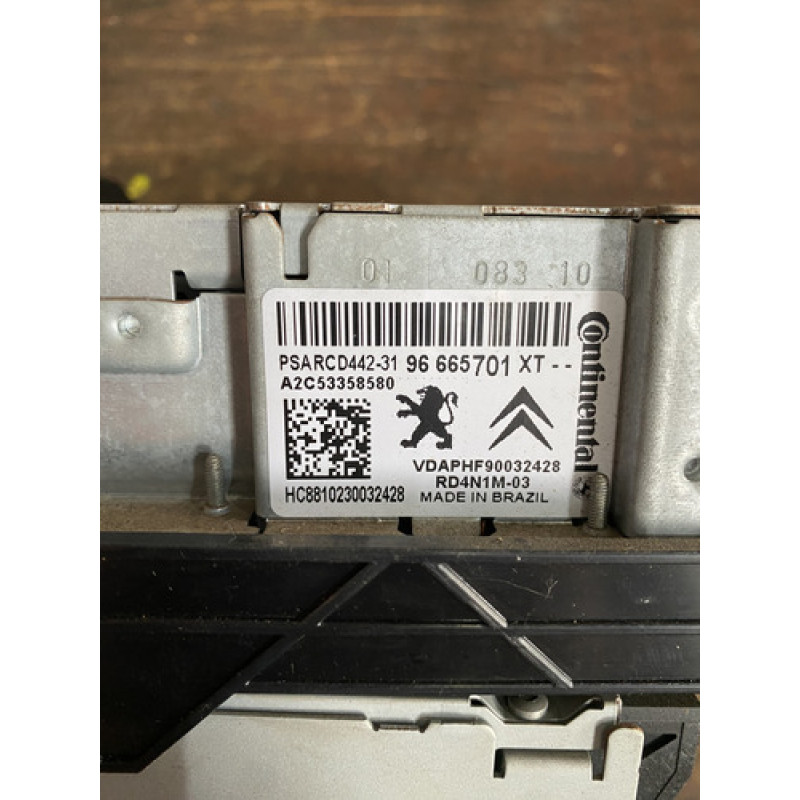 01 083 10
PSARCD442-31 96 665701 XT --
A2C53358580
Continental
VDAPHF90032428
RD4N1M-03
HC8810230032428 MADE IN BRAZIL